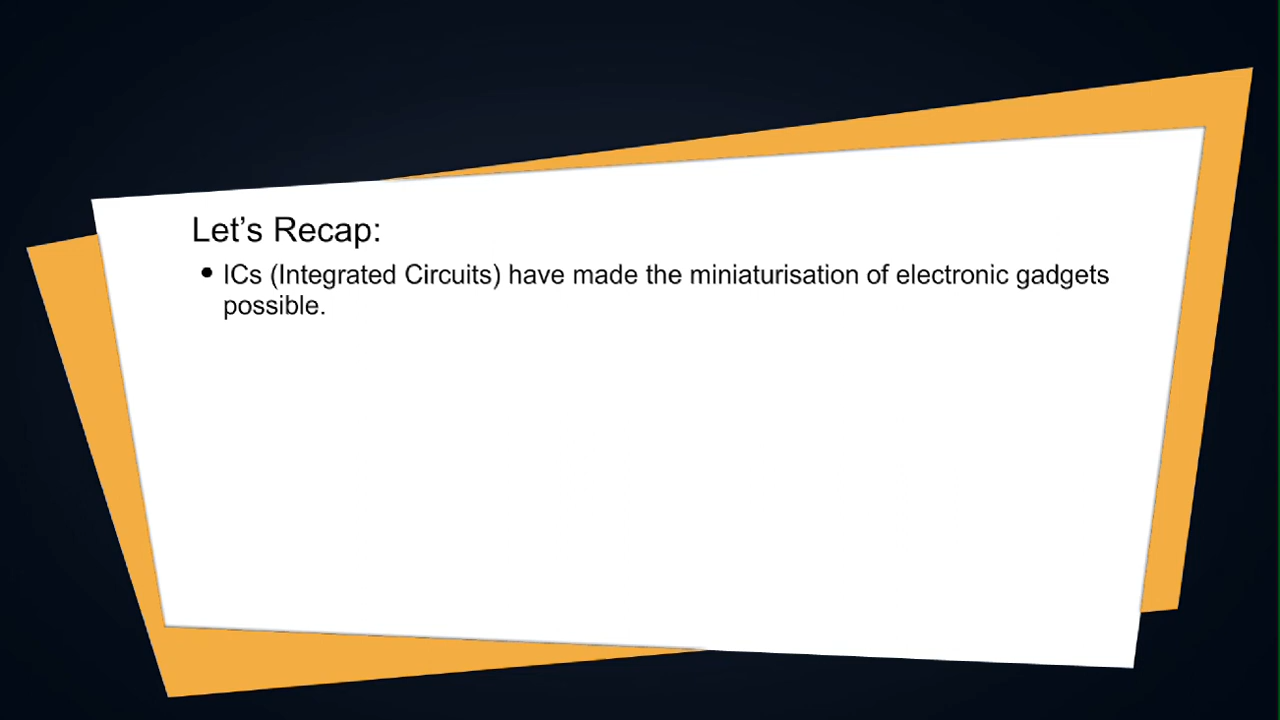 Let’s Recap:
• ICs (Integrated Circuits) have made the miniaturisation of electronic gadgets
possible.